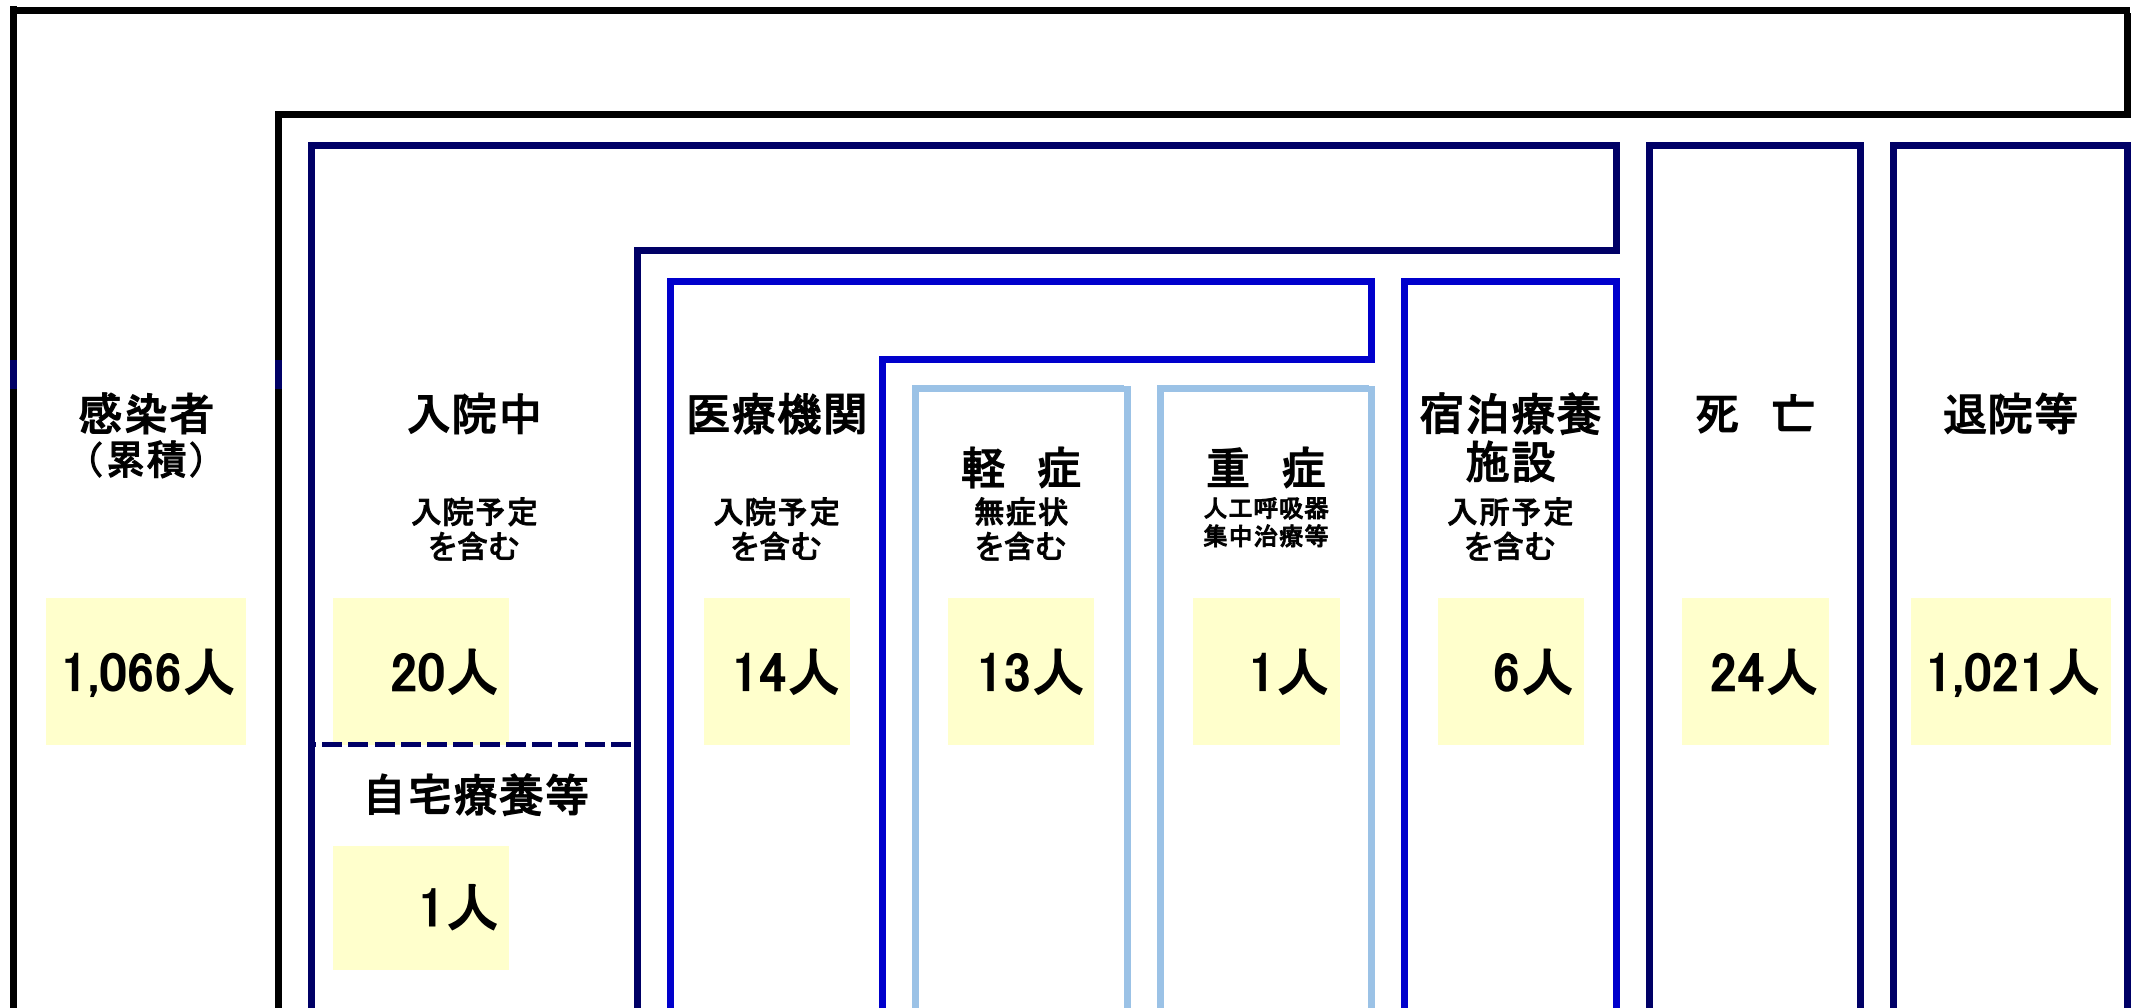 感染者
（累積）
1,066人
入院中
入院予定
を含む
20人
自宅療養等
1人
医療機関
入院予定
を含む
14人
軽　症
無症状
を含む
13人
重　症
人工呼吸器
集中治療等
1人
宿泊療養
施設
入所予定
を含む
6人
死　亡
24人
退院等
1,021人